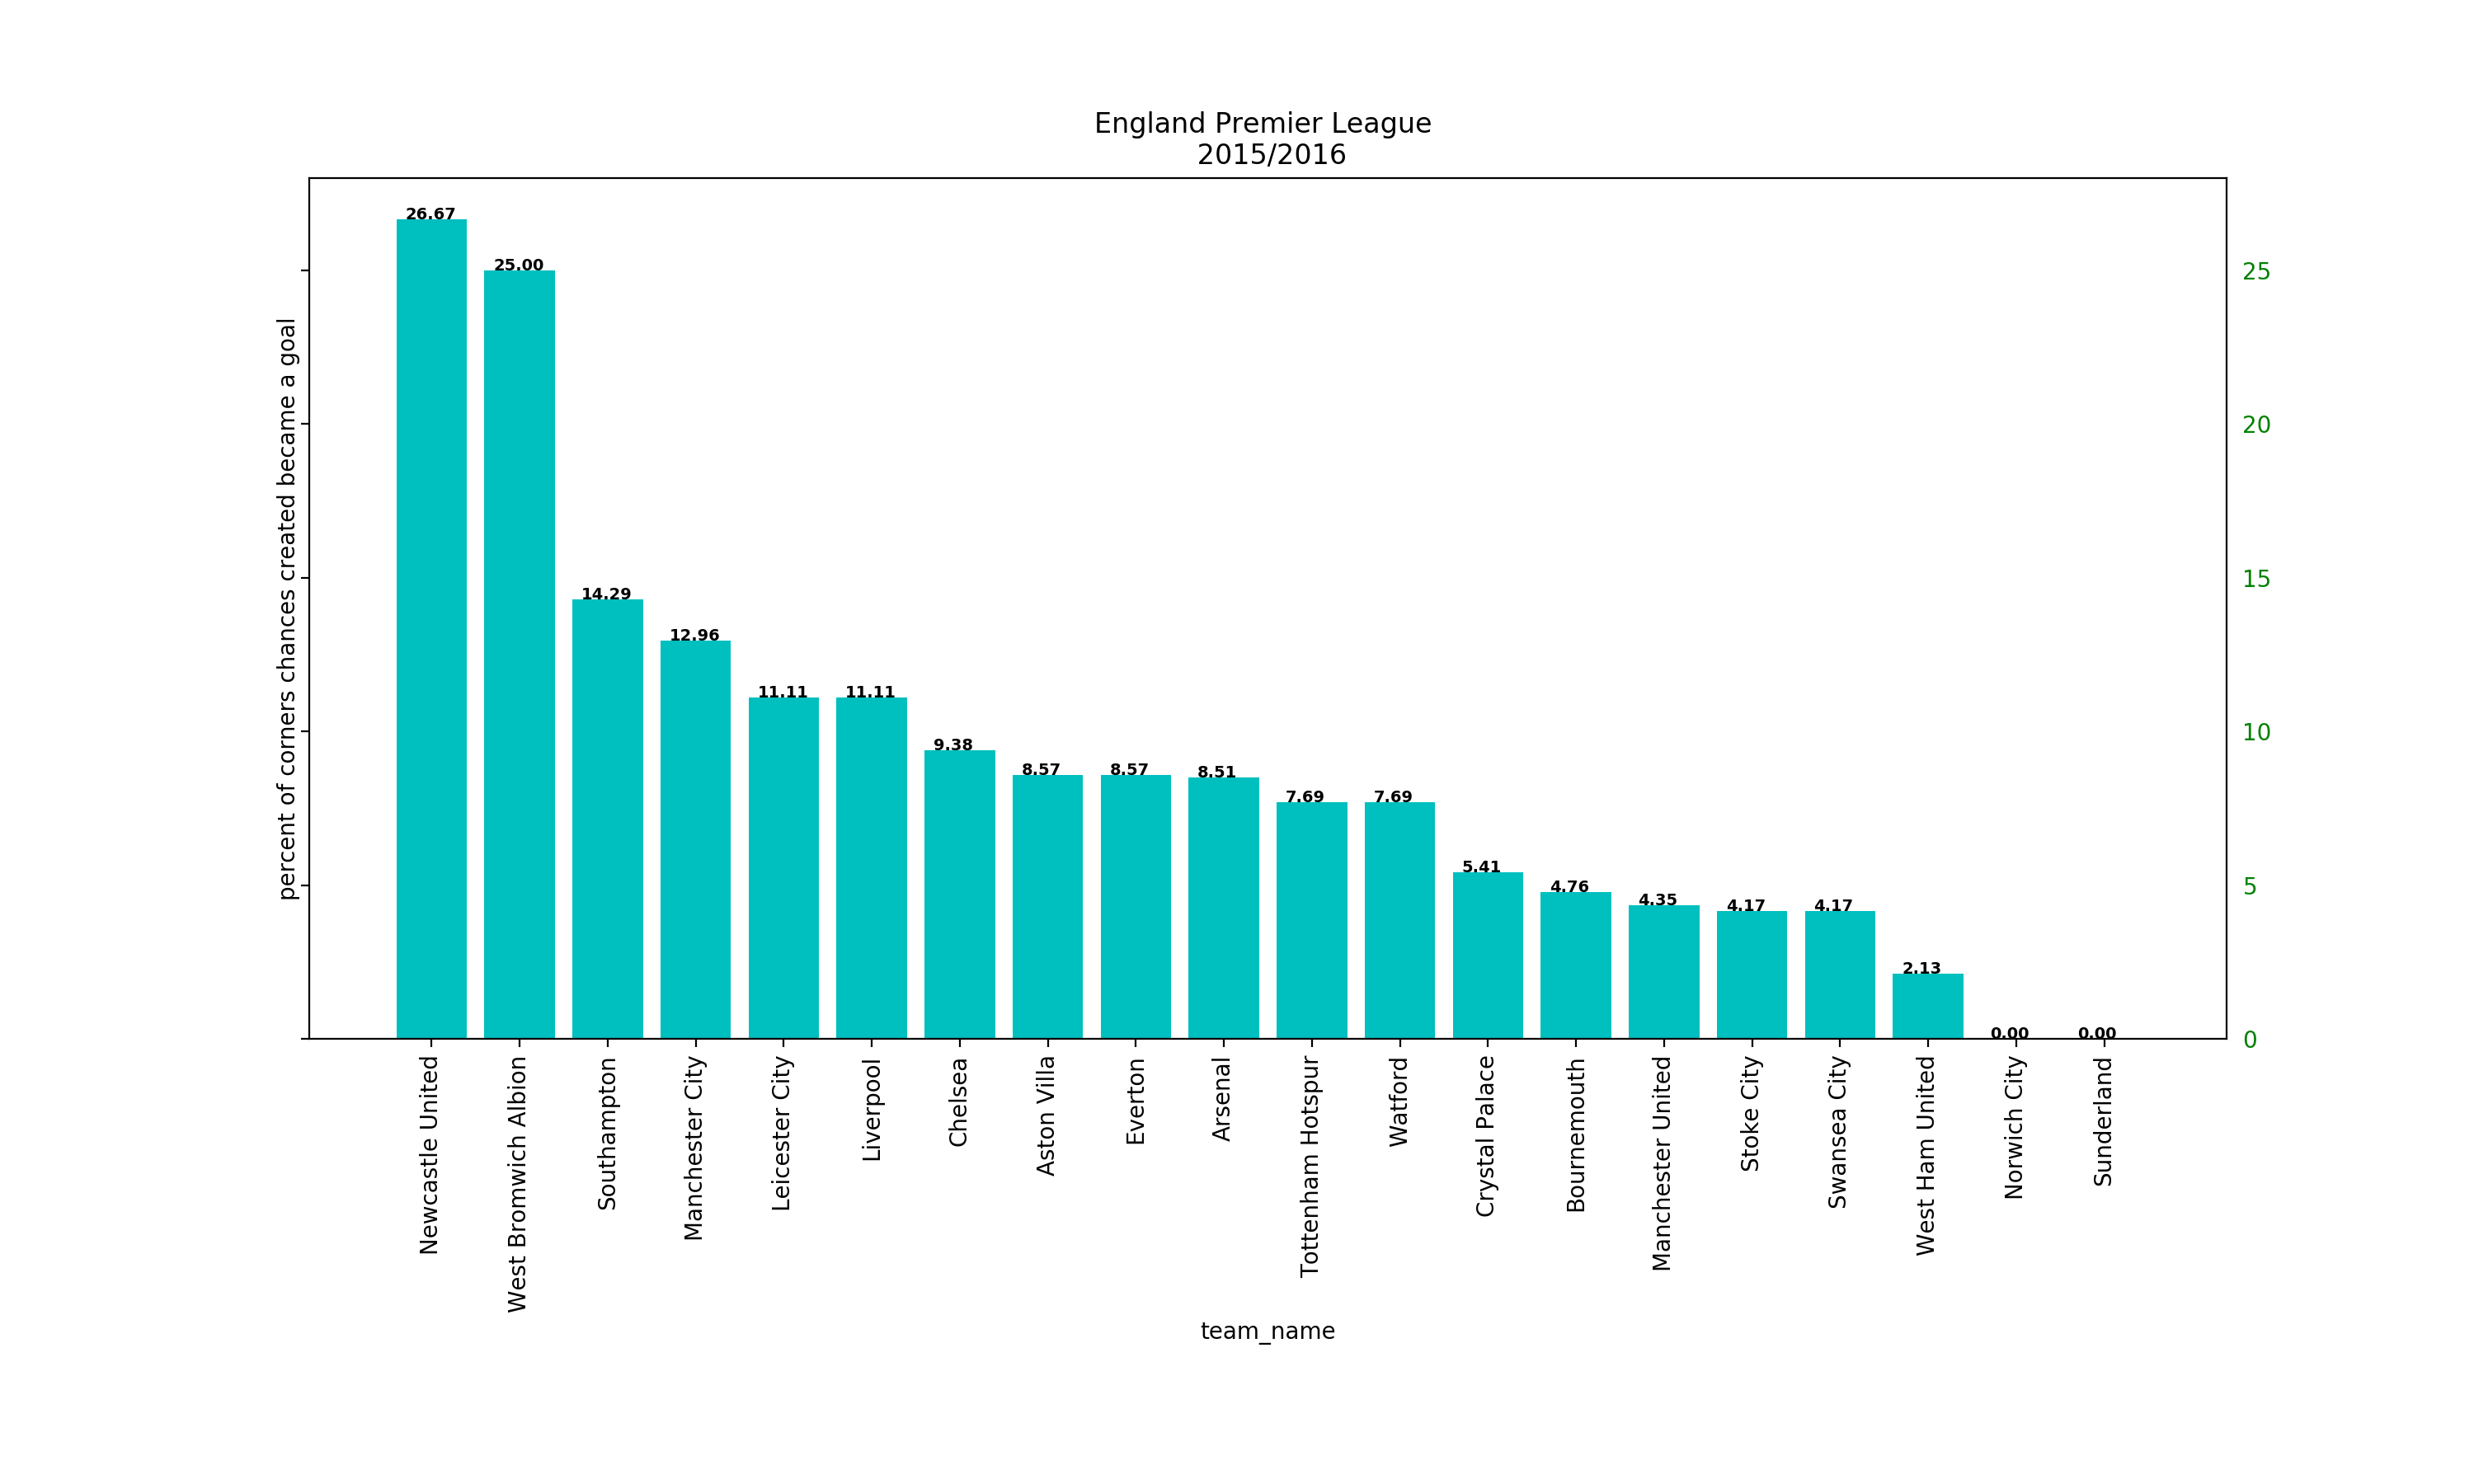 England Premier League
2015/2016
percent of corners chances created became a goal
26.67
25.00
14.29
12.96
11.11
11.11
9.38
8.57
8.57
8.51
7.69
7.69
5.41
4.76
4.35
4.17
4.17
2.13
0.00
0.00
25
20
15
10
5
0
Newcastle United
West Bromwich Albion
Southampton
Manchester City
Leicester City
Liverpool
Chelsea
Aston Villa
Everton
Arsenal
Tottenham Hotspur
Watford
Crystal Palace
Bournemouth
Manchester United
Stoke City
Swansea City
West Ham United
Norwich City
Sunderland
team_name